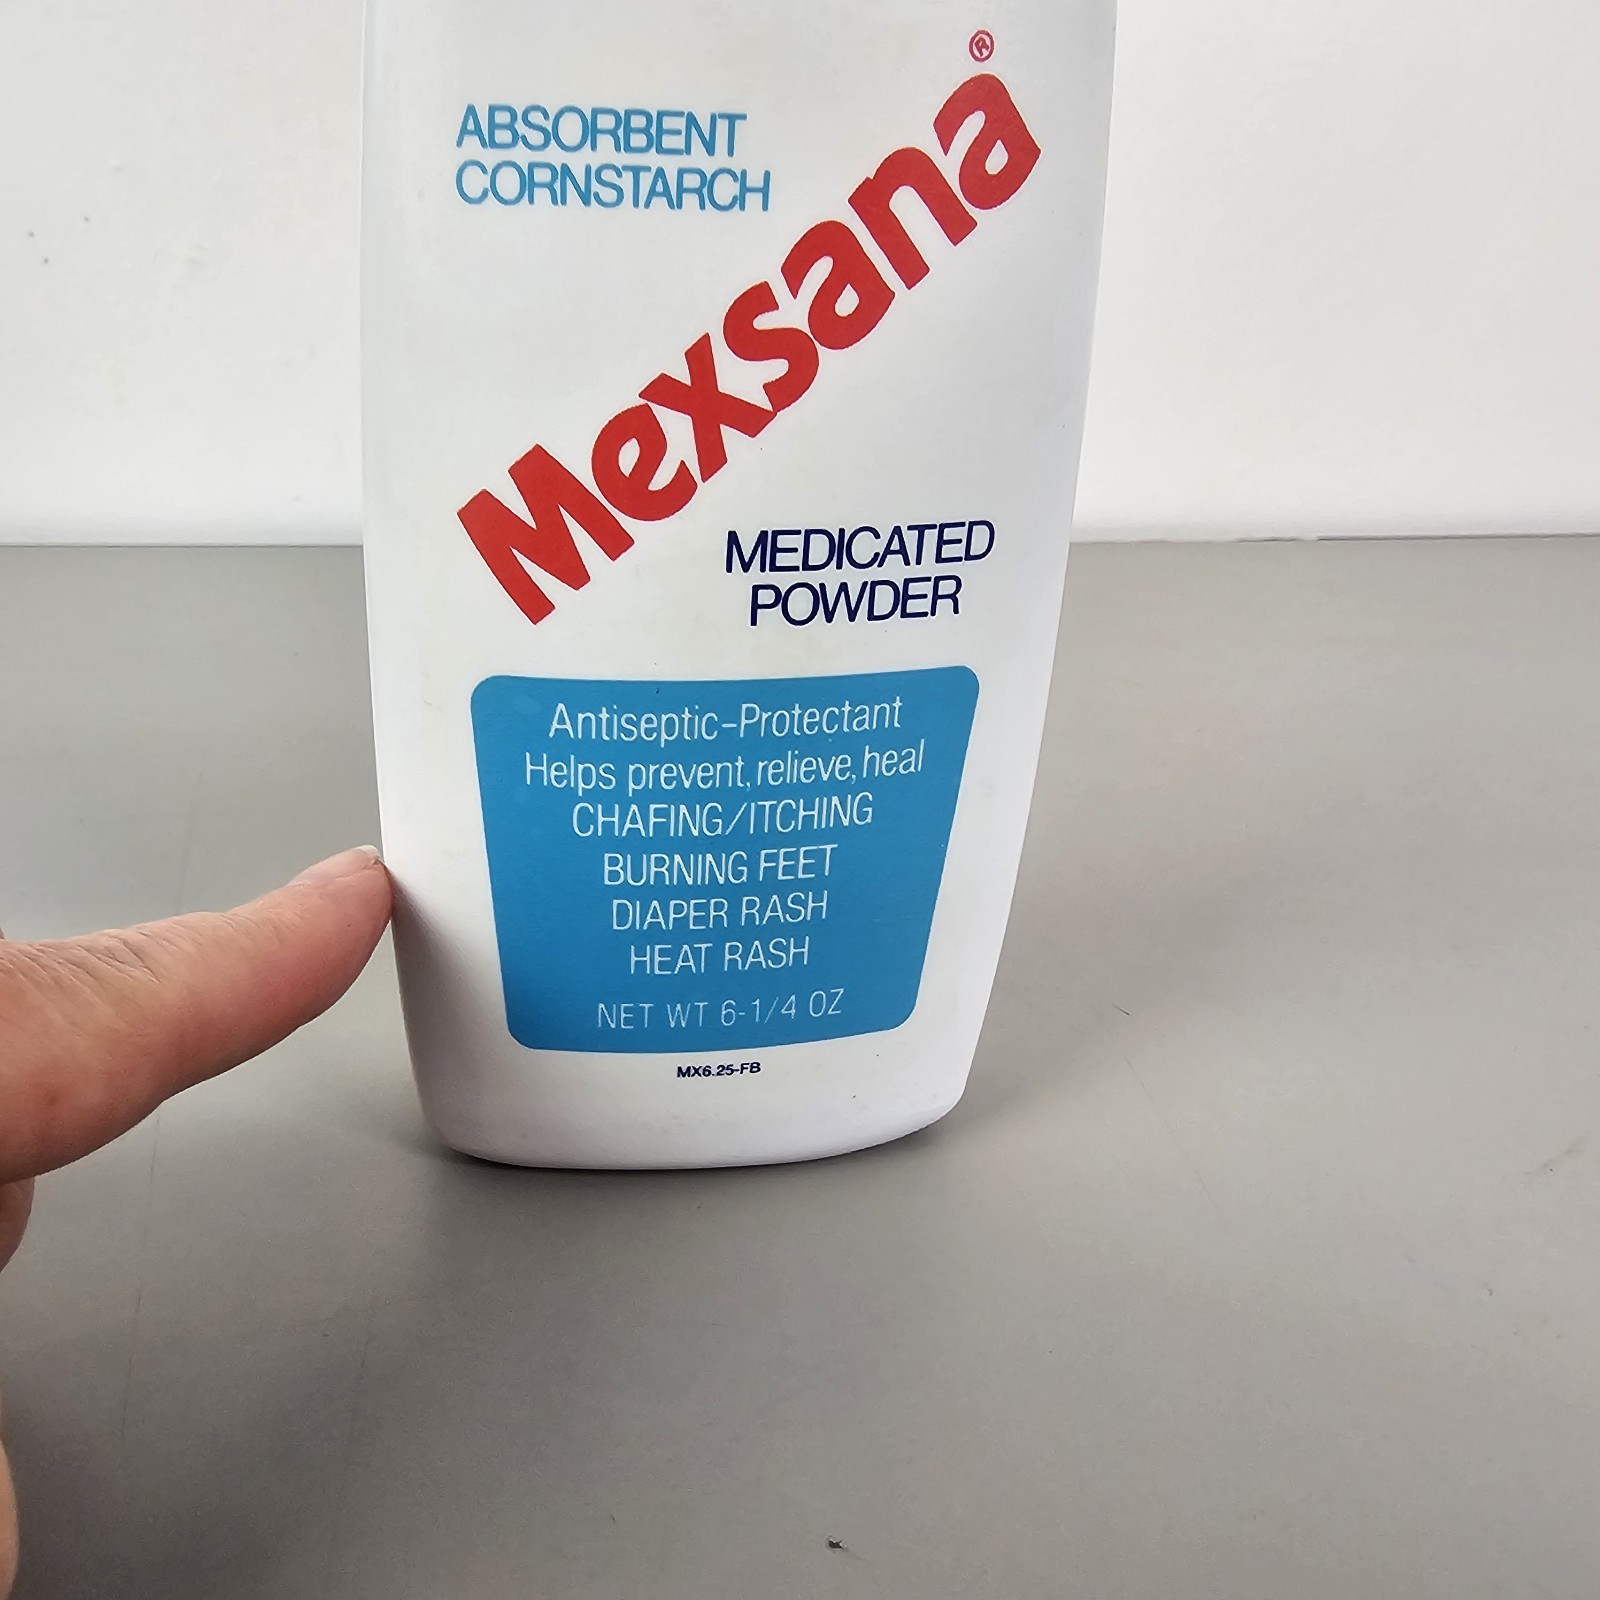 ABSORBENT
CORNSTARCH
Mexsana®
MEDICATED
POWDER
Antiseptic-Protectant
Helps prevent, relieve, heal
CHAFING/ITCHING
BURNING FEET
DIAPER RASH
HEAT RASH
NET WT 6-1/4 OZ
MX6.25-FB